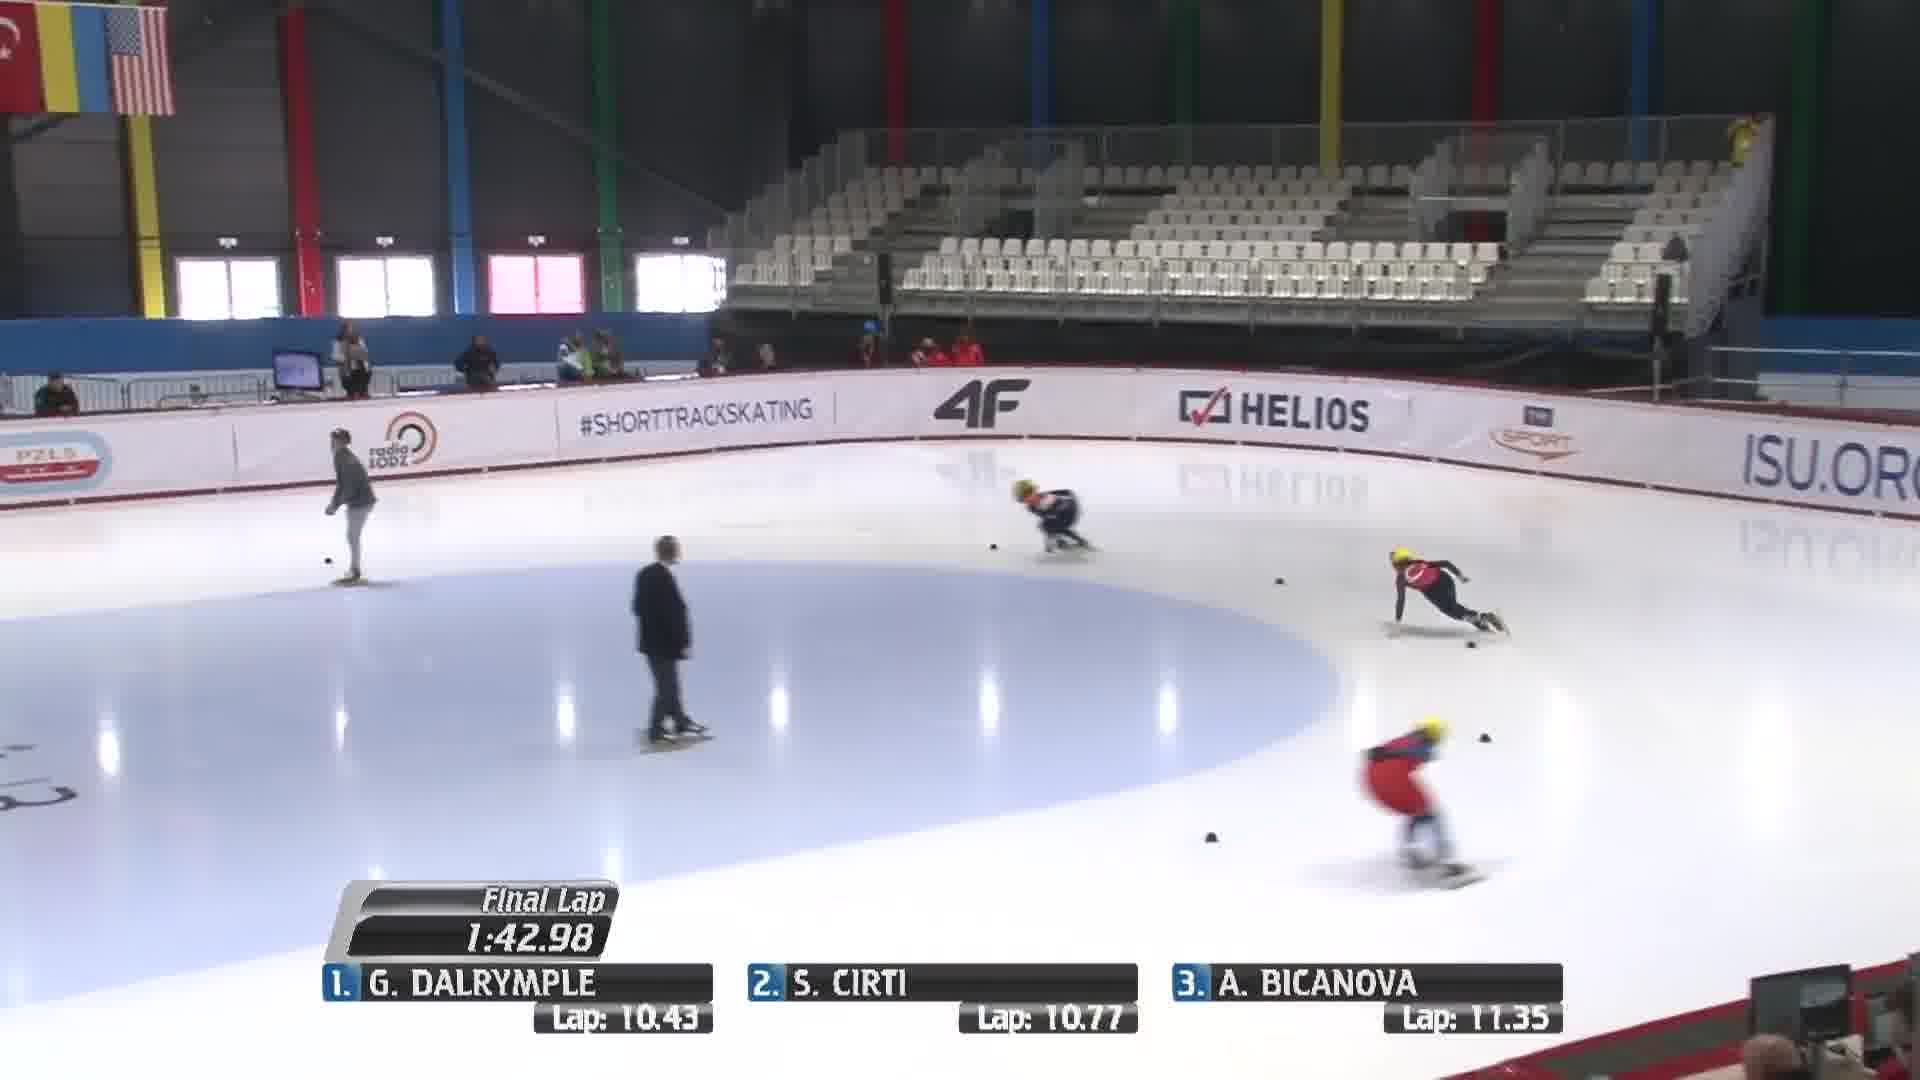 PZLS
radio
ŁÓDŹ
#SHORTTRACKSKATING
4F
HELIOS
TVP
SPORT
ISU.ORG
Final Lap
1:42.98
1. G. DALRYMPLE
Lap: 10.43
2. S. CIRTI
Lap: 10.77
3. A. BICANOVA
Lap: 11.35